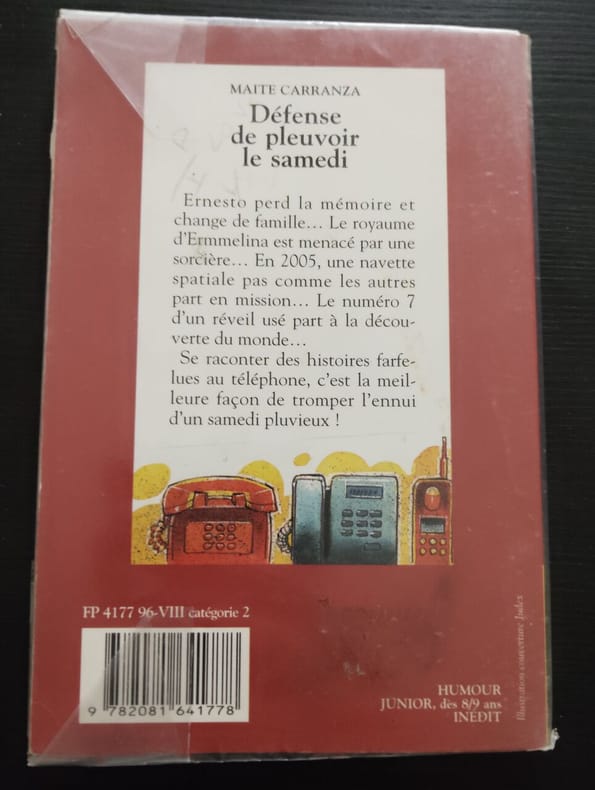 MAITE CARRANZA
Défense
de pleuvoir
le samedi
Ernesto perd la mémoire et
change de famille... Le royaume
d'Ermmelina est menacé par une
sorcière... En 2005, une navette
spatiale pas comme les autres
part en mission... Le numéro 7
d'un réveil usé part à la décou-
verte du monde...
Se raconter des histoires farfe-
lues au téléphone, c'est la meil-
leure façon de tromper l'ennui
d'un samedi pluvieux !
FP 4177 96-VIII catégorie 2
9 782081 641778
HUMOUR
JUNIOR, dès 8/9 ans
INÉDIT
Illustration couverture Judex